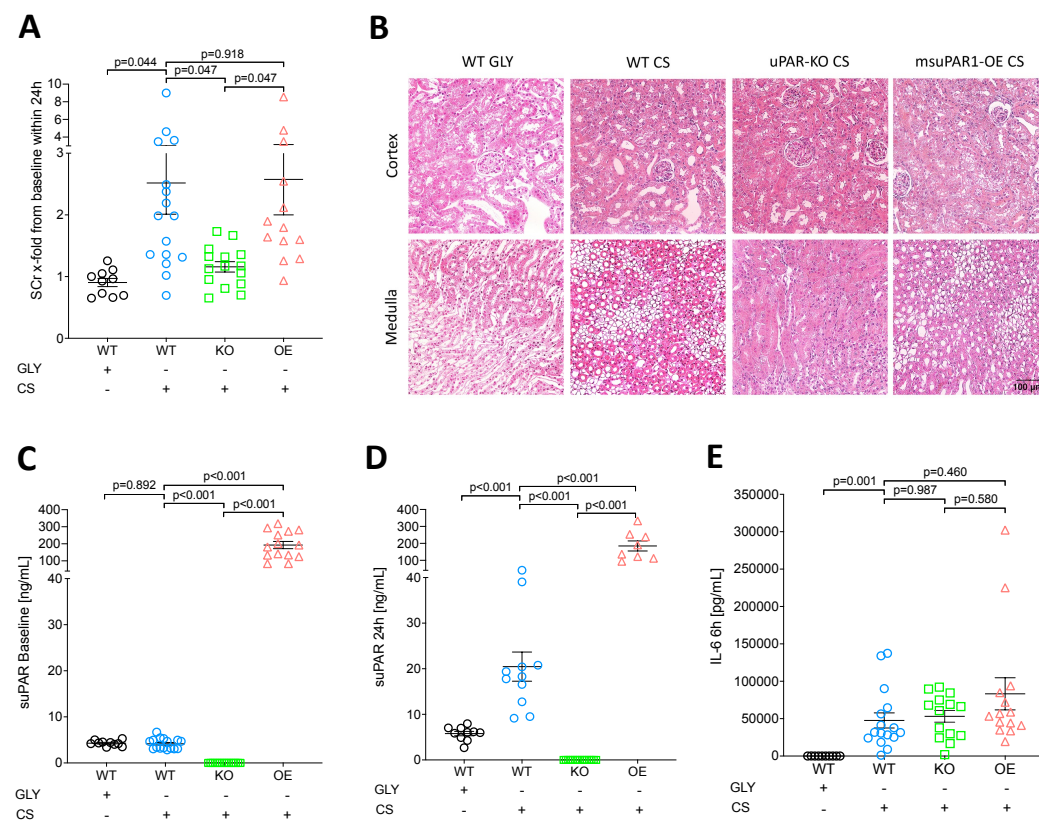 A
p=0.918
p=0.044
p=0.047
p=0.047
SCr x-fold from baseline within 24h
10
8
6
4
2
3
2
1
0
WT WT KO OE
GLY + - - -
CS - + + +
B
WT GLY WT CS uPAR-KO CS msuPAR1-OE CS
Cortex
Medulla
100 µm
C
p<0.001
p=0.892
p<0.001
p<0.001
suPAR Baseline [ng/mL]
400
300
200
100
40
30
20
10
0
WT WT KO OE
GLY + - - -
CS - + + +
D
p<0.001
p<0.001
p<0.001
p<0.001
suPAR 24h [ng/mL]
400
300
200
100
40
30
20
10
0
WT WT KO OE
GLY + - - -
CS - + + +
E
p=0.460
p=0.001
p=0.987
p=0.580
IL-6 6h [pg/mL]
350000
300000
250000
200000
150000
100000
50000
0
WT WT KO OE
GLY + - - -
CS - + + +